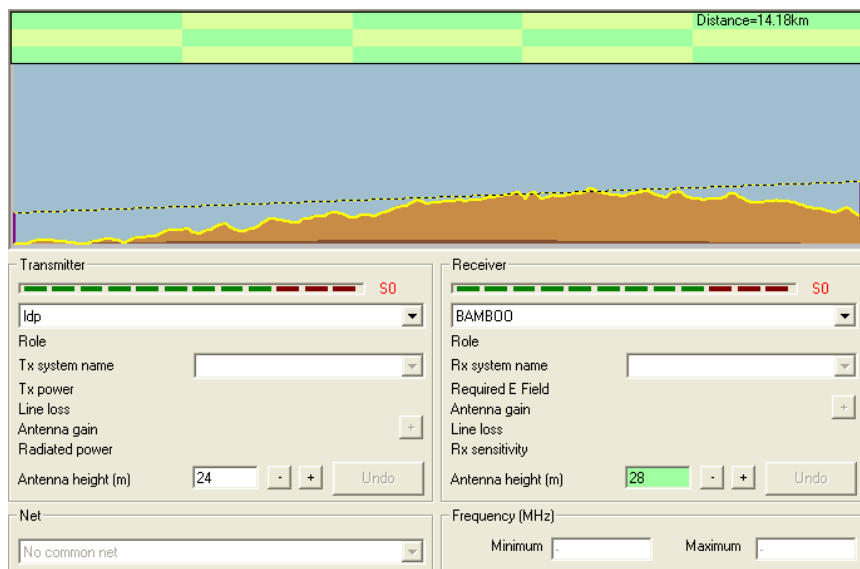 Distance=14.18km
Transmitter
S0
ldp
Role
Tx system name
Tx power
Line loss
Antenna gain
+
Radiated power
Antenna height (m) 24 - + Undo
Receiver
S0
BAMBOO
Role
Rx system name
Required E Field
+
Antenna gain
Line loss
Rx sensitivity
Antenna height (m) 28 - + Undo
Net
No common net
Frequency (MHz)
Minimum - Maximum -